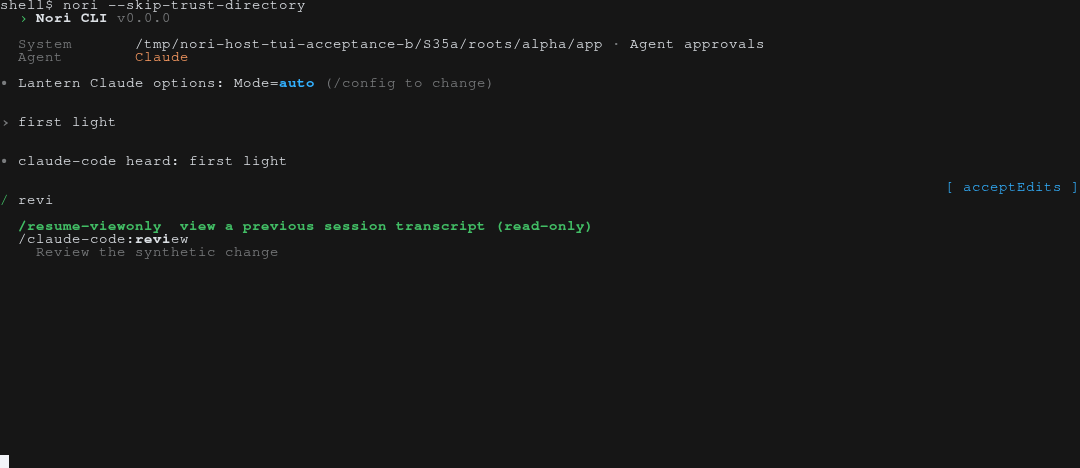 shell$ nori --skip-trust-directory
› Nori CLI v0.0.0
System /tmp/nori-host-tui-acceptance-b/S35a/roots/alpha/app · Agent approvals
Agent Claude
• Lantern Claude options: Mode=auto (/config to change)
› first light
• claude-code heard: first light
[ acceptEdits ]
/ revi
/resume-viewonly view a previous session transcript (read-only)
/claude-code:review
Review the synthetic change